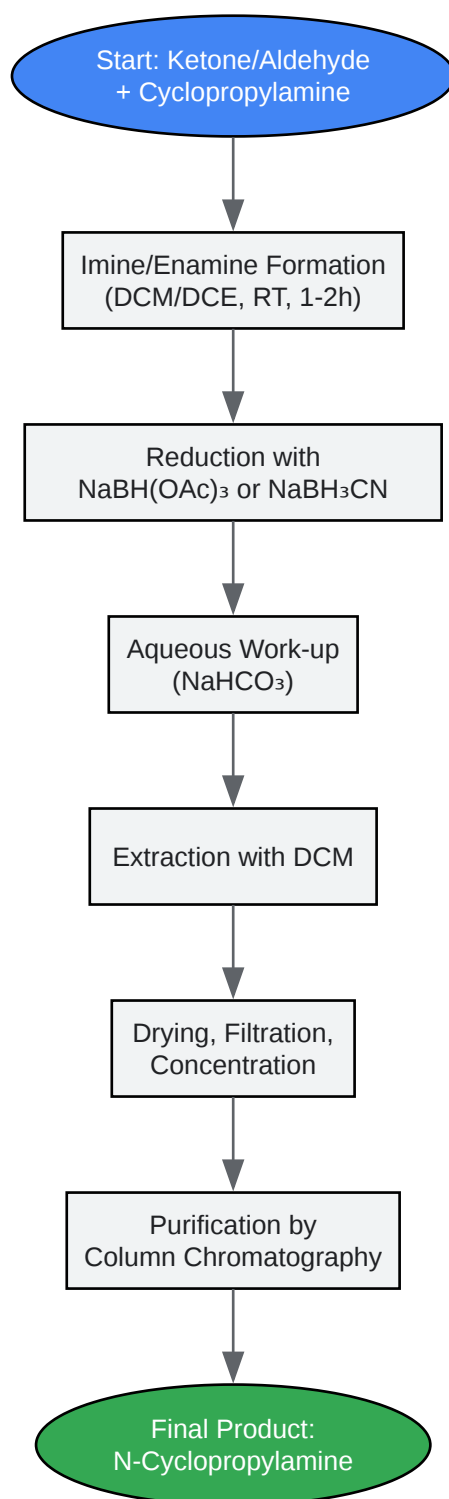 Start: Ketone/Aldehyde
+ Cyclopropylamine
Imine/Enamine Formation
(DCM/DCE, RT, 1-2h)
Reduction with
NaBH(OAc)₃ or NaBH₃CN
Aqueous Work-up
(NaHCO₃)
Extraction with DCM
Drying, Filtration,
Concentration
Purification by
Column Chromatography
Final Product:
N-Cyclopropylamine